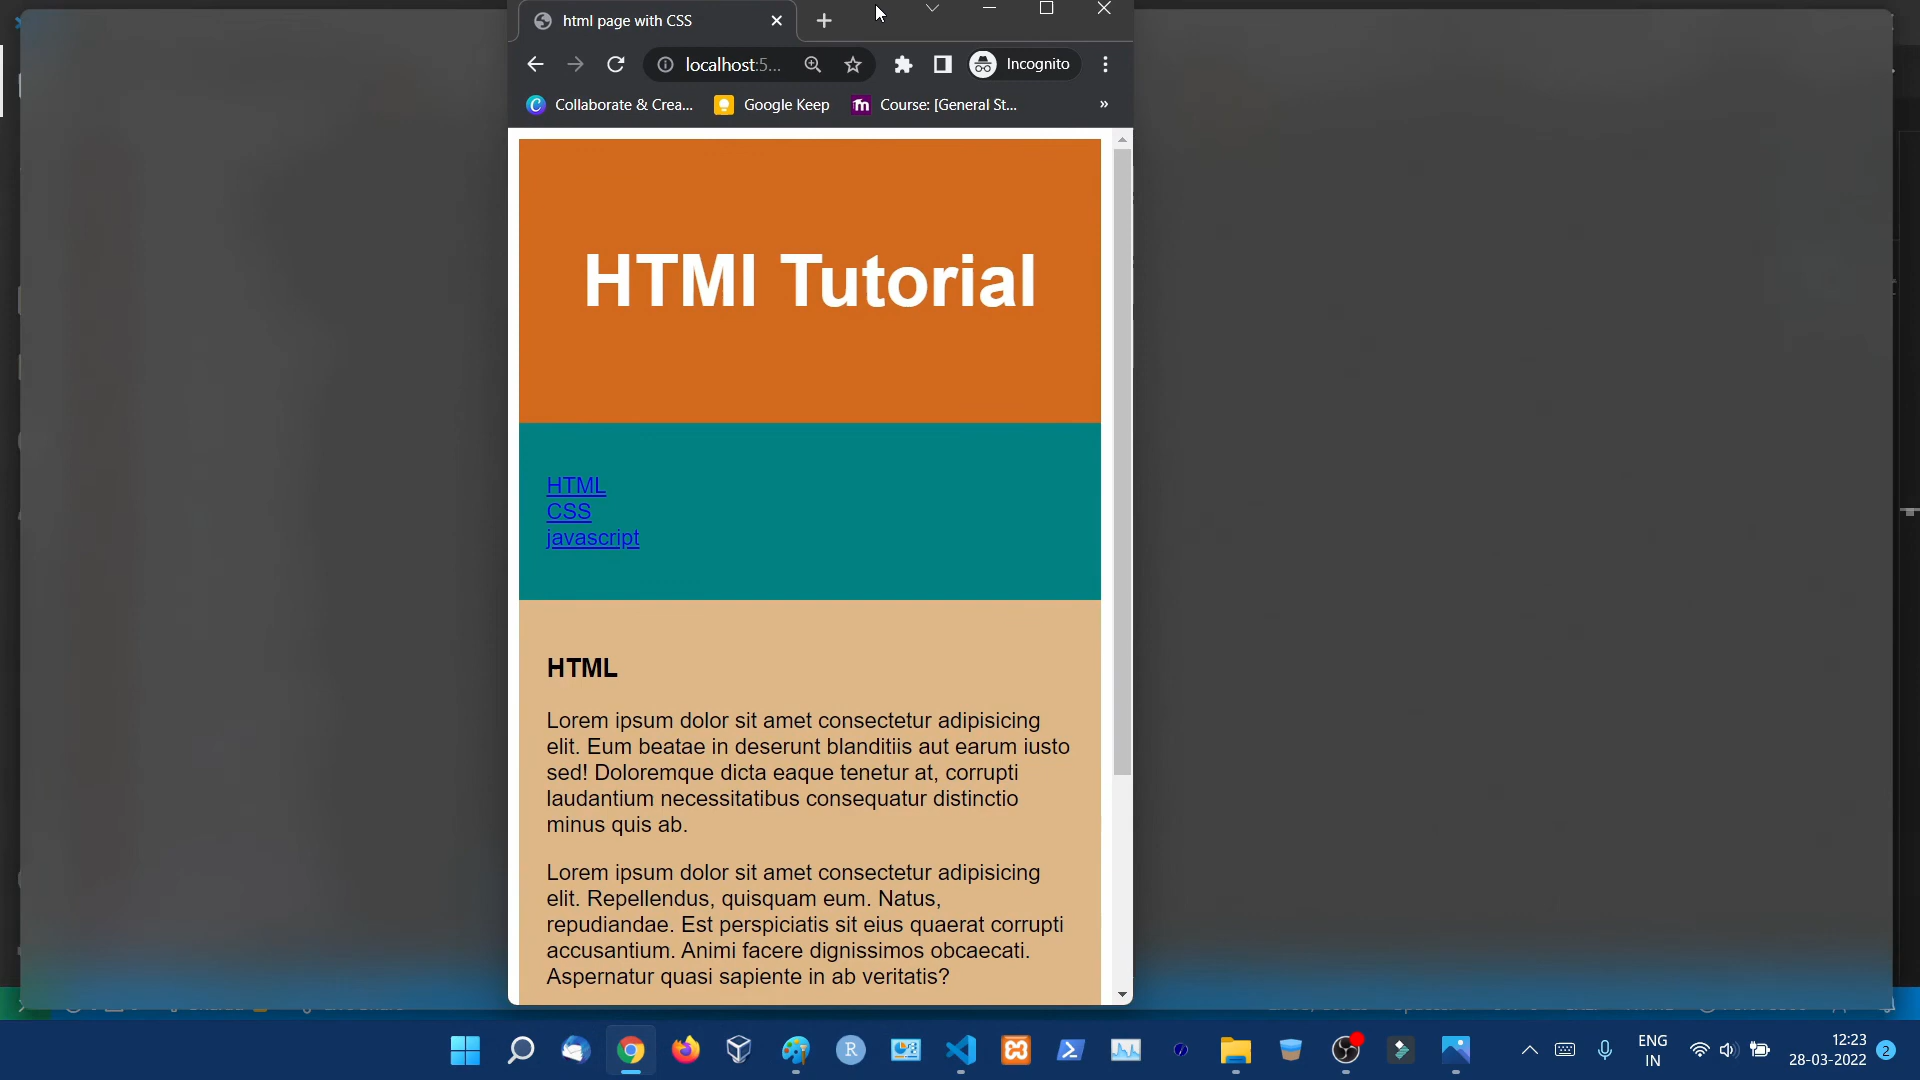 html page with CSS
localhost:5...
Incognito
Collaborate & Crea...
Google Keep
Course: [General St...
»
HTMl Tutorial
HTML
CSS
javascript
HTML
Lorem ipsum dolor sit amet consectetur adipisicing
elit. Eum beatae in deserunt blanditiis aut earum iusto
sed! Doloremque dicta eaque tenetur at, corrupti
laudantium necessitatibus consequatur distinctio
minus quis ab.
Lorem ipsum dolor sit amet consectetur adipisicing
elit. Repellendus, quisquam eum. Natus,
repudiandae. Est perspiciatis sit eius quaerat corrupti
accusantium. Animi facere dignissimos obcaecati.
Aspernatur quasi sapiente in ab veritatis?
ENG
IN
12:23
28-03-2022
2